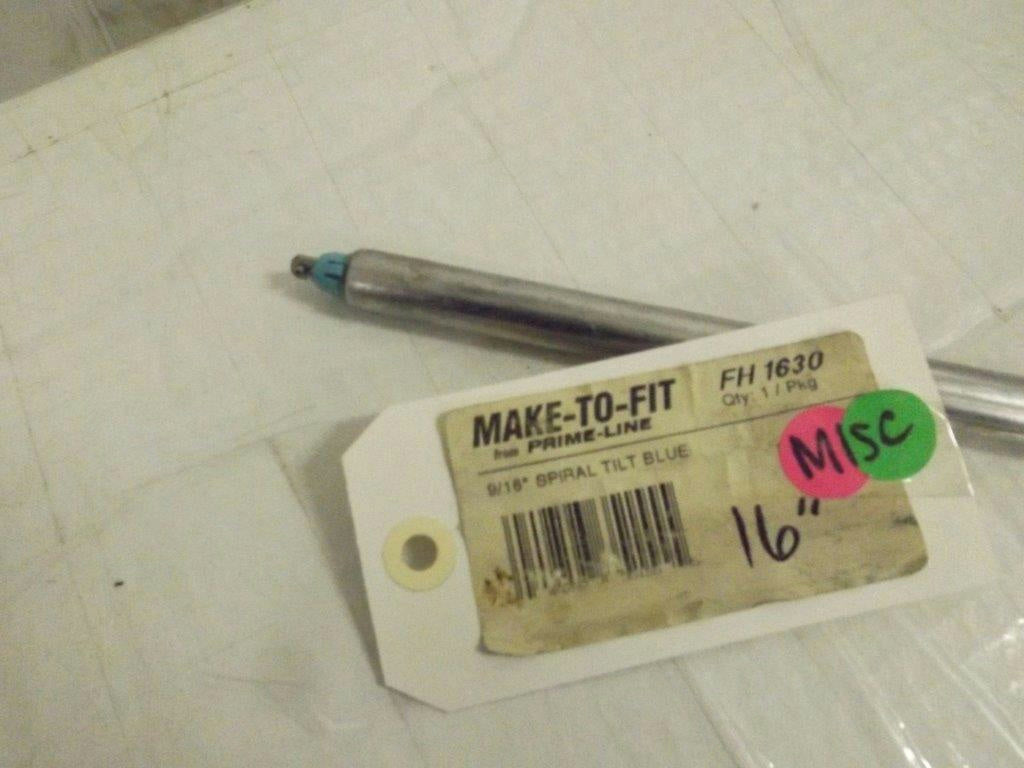 MAKE-TO-FIT
from PRIME-LINE
FH 1630
Qty: 1 / Pkg
9/16" SPIRAL TILT BLUE
MISC
16"